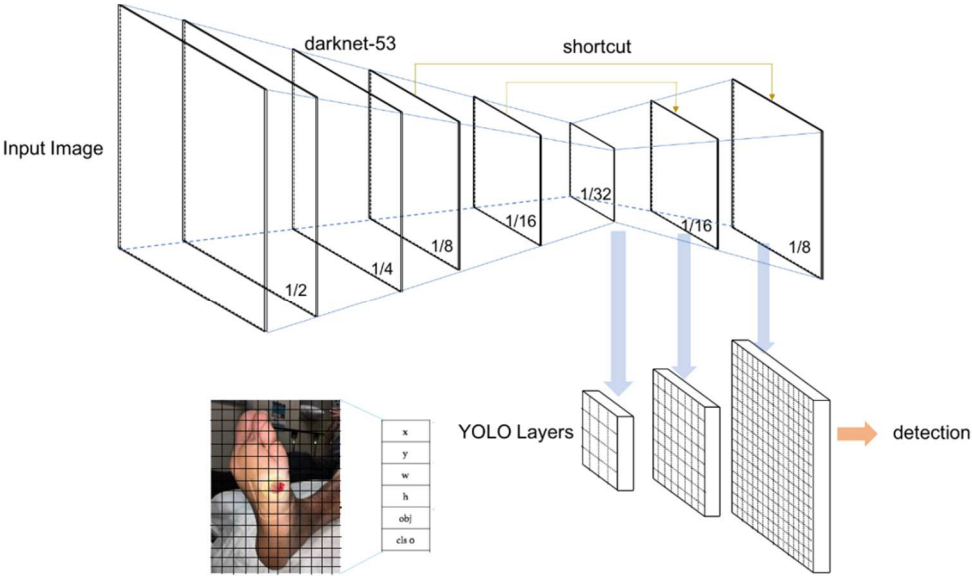 darknet-53
shortcut
Input Image
1/2
1/4
1/8
1/16
1/32
1/16
1/8
YOLO Layers
detection
x
y
w
h
obj
cls o